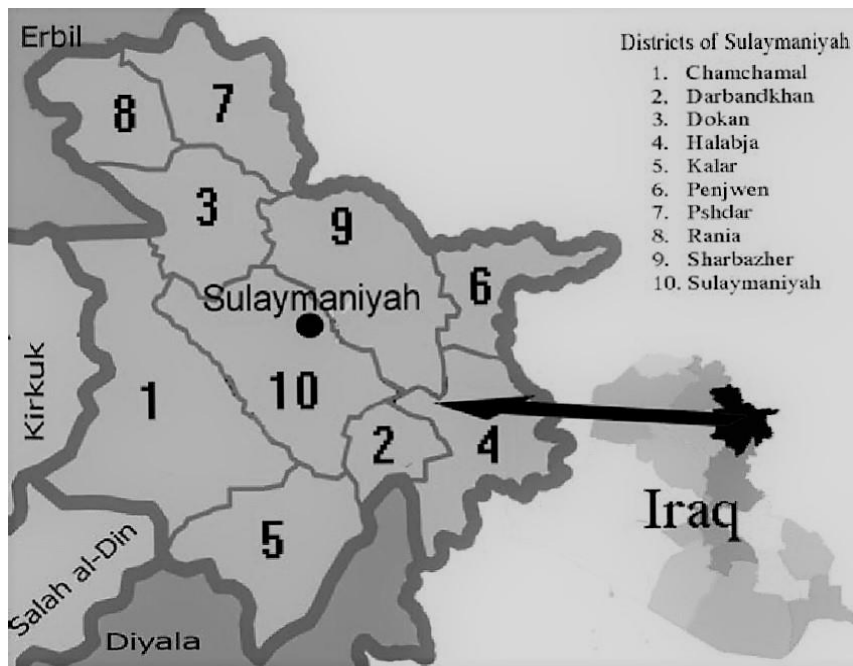 Erbil
Districts of Sulaymaniyah
1. Chamchamal
2. Darbandkhan
3. Dokan
4. Halabja
5. Kalar
6. Penjwen
7. Pshdar
8. Rania
9. Sharbazher
10. Sulaymaniyah
8
7
3
9
6
Sulaymaniyah
Kirkuk
1
10
2
4
Iraq
5
Salah al-Din
Diyala